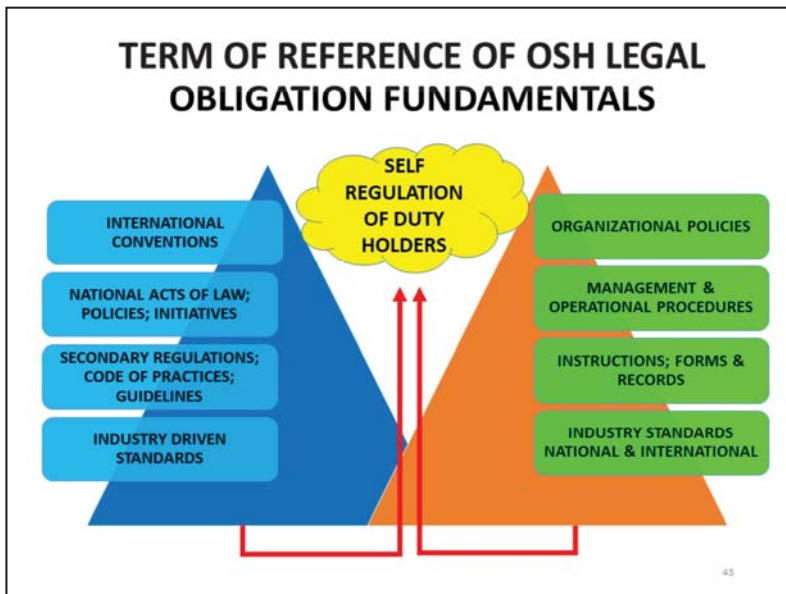 TERM OF REFERENCE OF OSH LEGAL
OBLIGATION FUNDAMENTALS
SELF
REGULATION
OF DUTY
HOLDERS
INTERNATIONAL
CONVENTIONS
NATIONAL ACTS OF LAW;
POLICIES; INITIATIVES
SECONDARY REGULATIONS;
CODE OF PRACTICES;
GUIDELINES
INDUSTRY DRIVEN
STANDARDS
ORGANIZATIONAL POLICIES
MANAGEMENT &
OPERATIONAL PROCEDURES
INSTRUCTIONS; FORMS &
RECORDS
INDUSTRY STANDARDS
NATIONAL & INTERNATIONAL
43